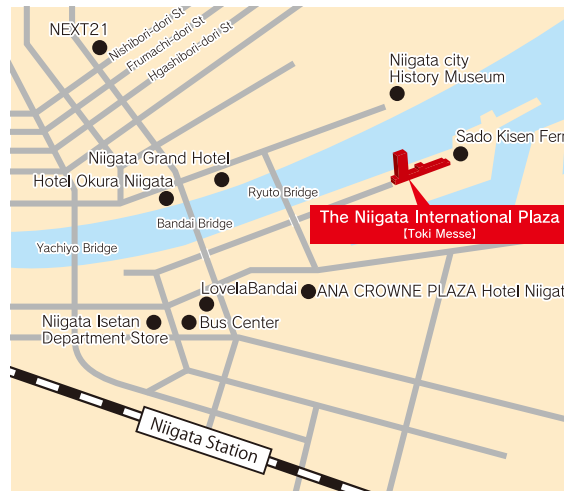 NEXT21
Nishibori-dori St
Frumachi-dori St
Hgashibori-dori St
Niigata city
History Museum
Sado Kisen Ferr
Niigata Grand Hotel
Hotel Okura Niigata
Ryuto Bridge
Bandai Bridge
Yachiyo Bridge
The Niigata International Plaza
[Toki Messe]
LovelaBandai
ANA CROWNE PLAZA Hotel Niigat
Niigata Isetan
Department Store
Bus Center
Niigata Station